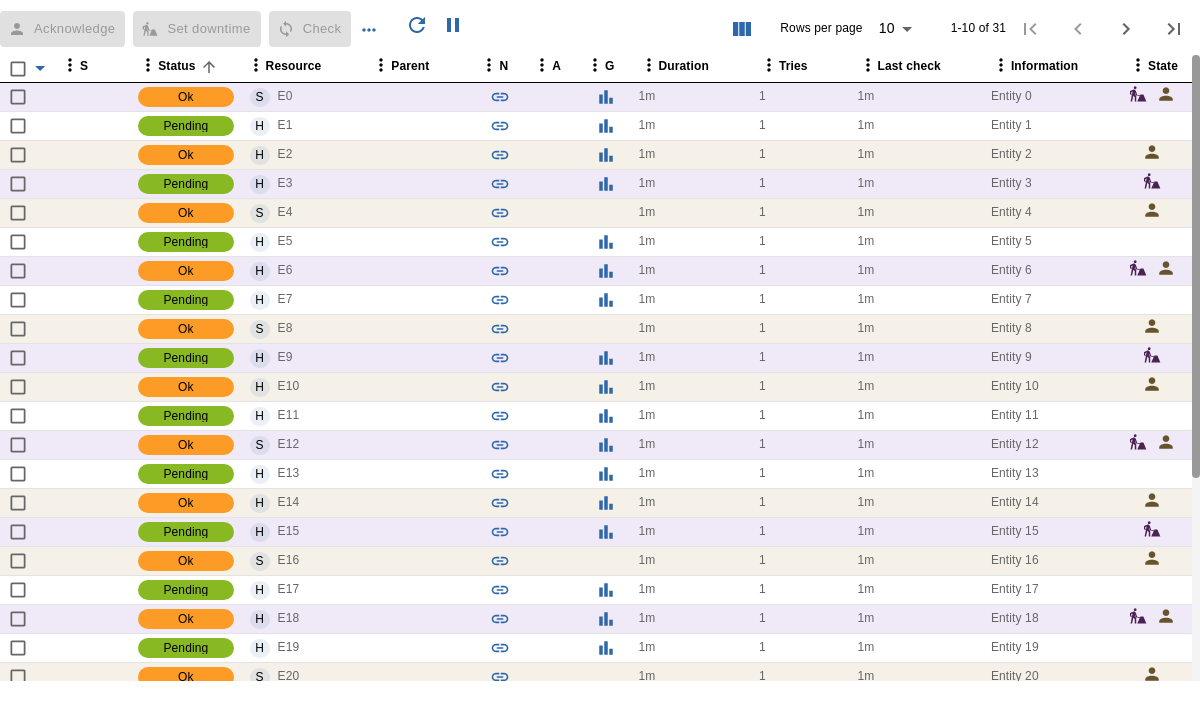 Acknowledge Set downtime Check ... Rows per page 10 1-10 of 31
S Status Resource Parent N A G Duration Tries Last check Information State
Ok S E0 1m 1 1m Entity 0
Pending H E1 1m 1 1m Entity 1
Ok H E2 1m 1 1m Entity 2
Pending H E3 1m 1 1m Entity 3
Ok S E4 1m 1 1m Entity 4
Pending H E5 1m 1 1m Entity 5
Ok H E6 1m 1 1m Entity 6
Pending H E7 1m 1 1m Entity 7
Ok S E8 1m 1 1m Entity 8
Pending H E9 1m 1 1m Entity 9
Ok H E10 1m 1 1m Entity 10
Pending H E11 1m 1 1m Entity 11
Ok S E12 1m 1 1m Entity 12
Pending H E13 1m 1 1m Entity 13
Ok H E14 1m 1 1m Entity 14
Pending H E15 1m 1 1m Entity 15
Ok S E16 1m 1 1m Entity 16
Pending H E17 1m 1 1m Entity 17
Ok H E18 1m 1 1m Entity 18
Pending H E19 1m 1 1m Entity 19
Ok S E20 1m 1 1m Entity 20